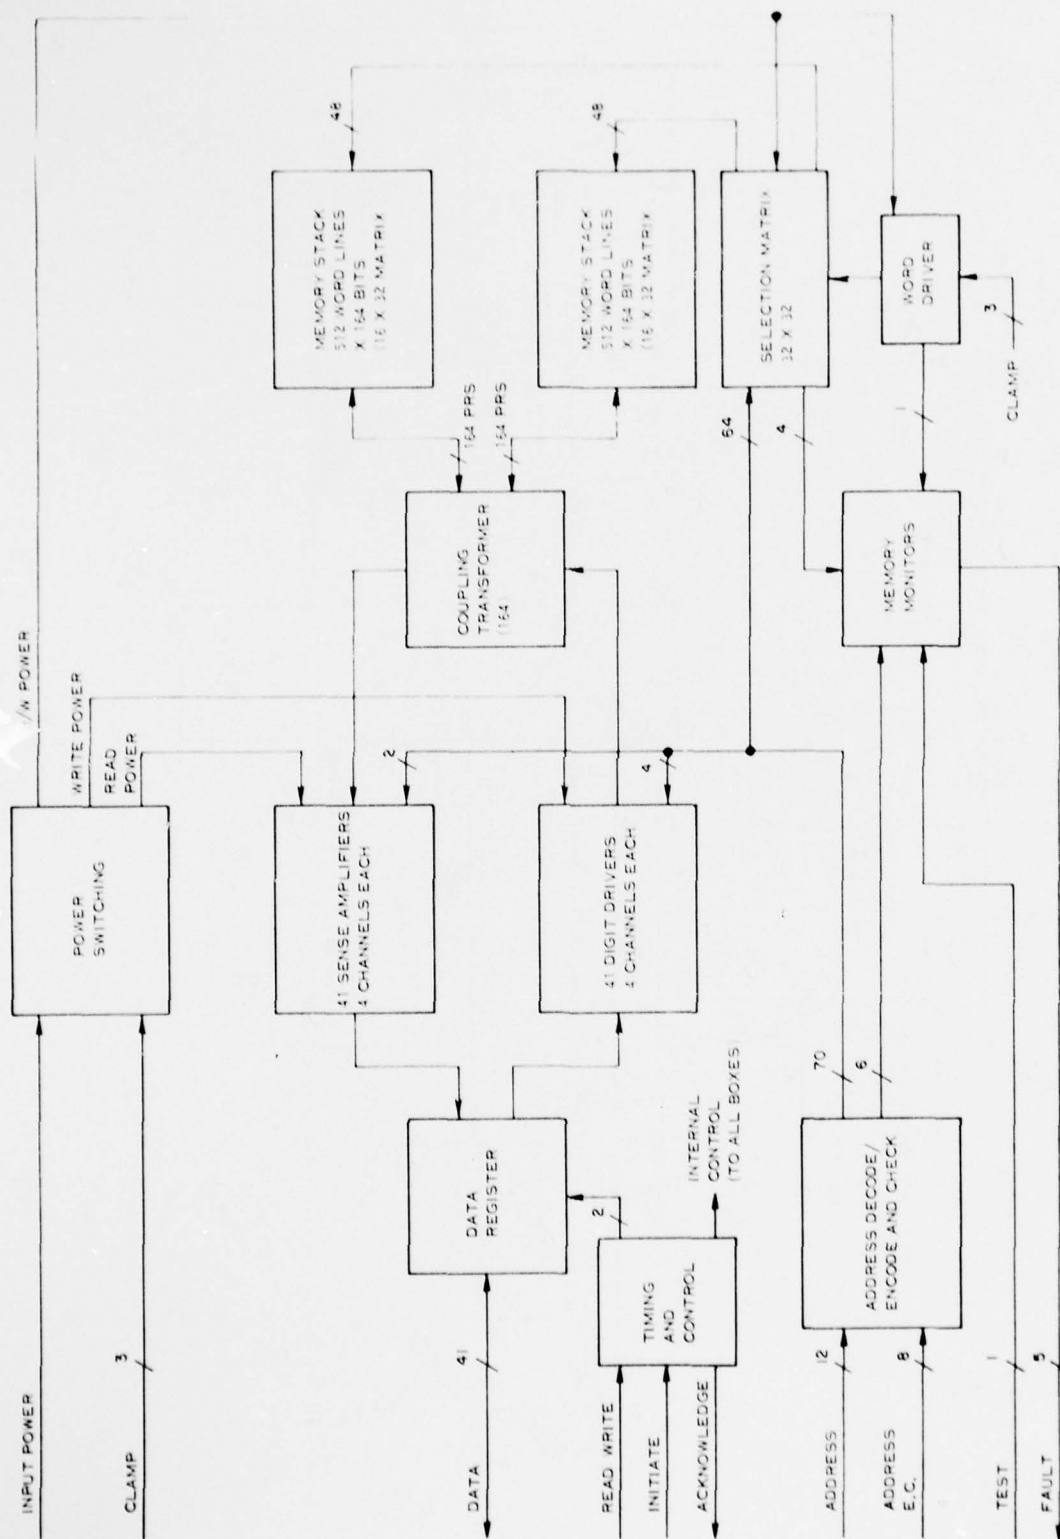 INPUT POWER
CLAMP
3
POWER
SWITCHING
/W POWER
WRITE POWER
READ
POWER
41 SENSE AMPLIFIERS
4 CHANNELS EACH
2
MEMORY STACK
512 WORD LINES
X 164 BITS
(16 X 32 MATRIX
48
DATA
41
DATA
REGISTER
COUPLING
TRANSFORMER
(164)
164 PRS
164 PRS
41 DIGIT DRIVERS
4 CHANNELS EACH
4
MEMORY STACK
512 WORD LINES
X 164 BITS
(16 X 32 MATRIX
48
READ WRITE
INITIATE
ACKNOWLEDGE
TIMING
AND
CONTROL
2
INTERNAL
CONTROL
(TO ALL BOXES)
64
4
SELECTION MATRIX
32 X 32
ADDRESS
12
ADDRESS
E.C.
8
ADDRESS DECODE/
ENCODE AND CHECK
70
6
MEMORY
MONITORS
1
WORD
DRIVER
CLAMP
3
TEST
1
FAULT
5